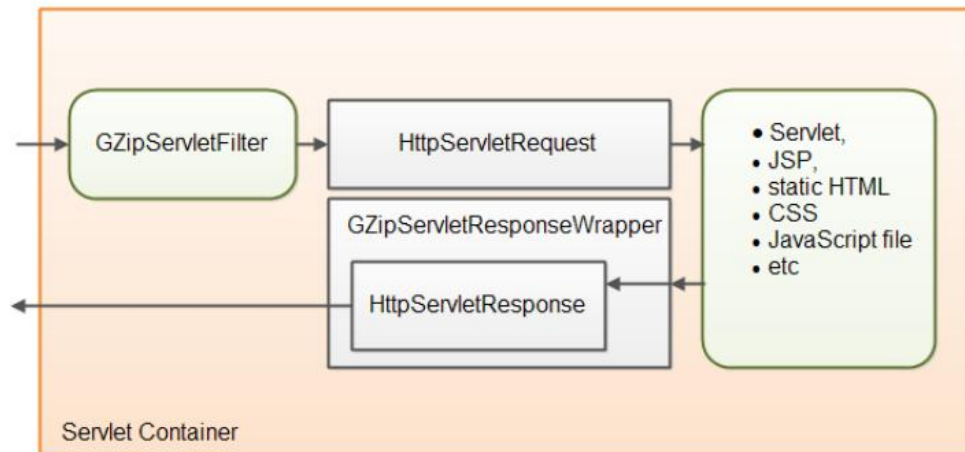 GZipServletFilter
HttpServletRequest
GZipServletResponseWrapper
HttpServletResponse
• Servlet,
• JSP,
• static HTML
• CSS
• JavaScript file
• etc
Servlet Container